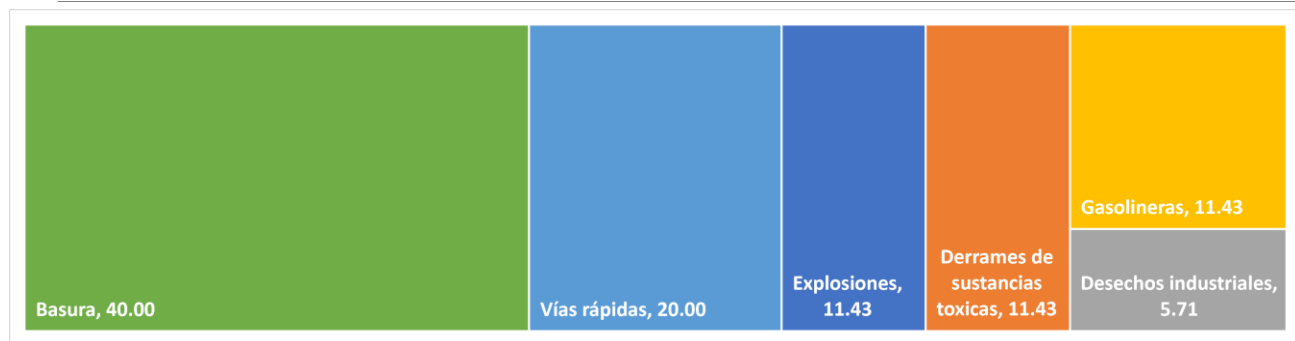 Basura, 40.00
Vías rápidas, 20.00
Explosiones,
11.43
Derrames de
sustancias
toxicas, 11.43
Gasolineras, 11.43
Desechos industriales,
5.71